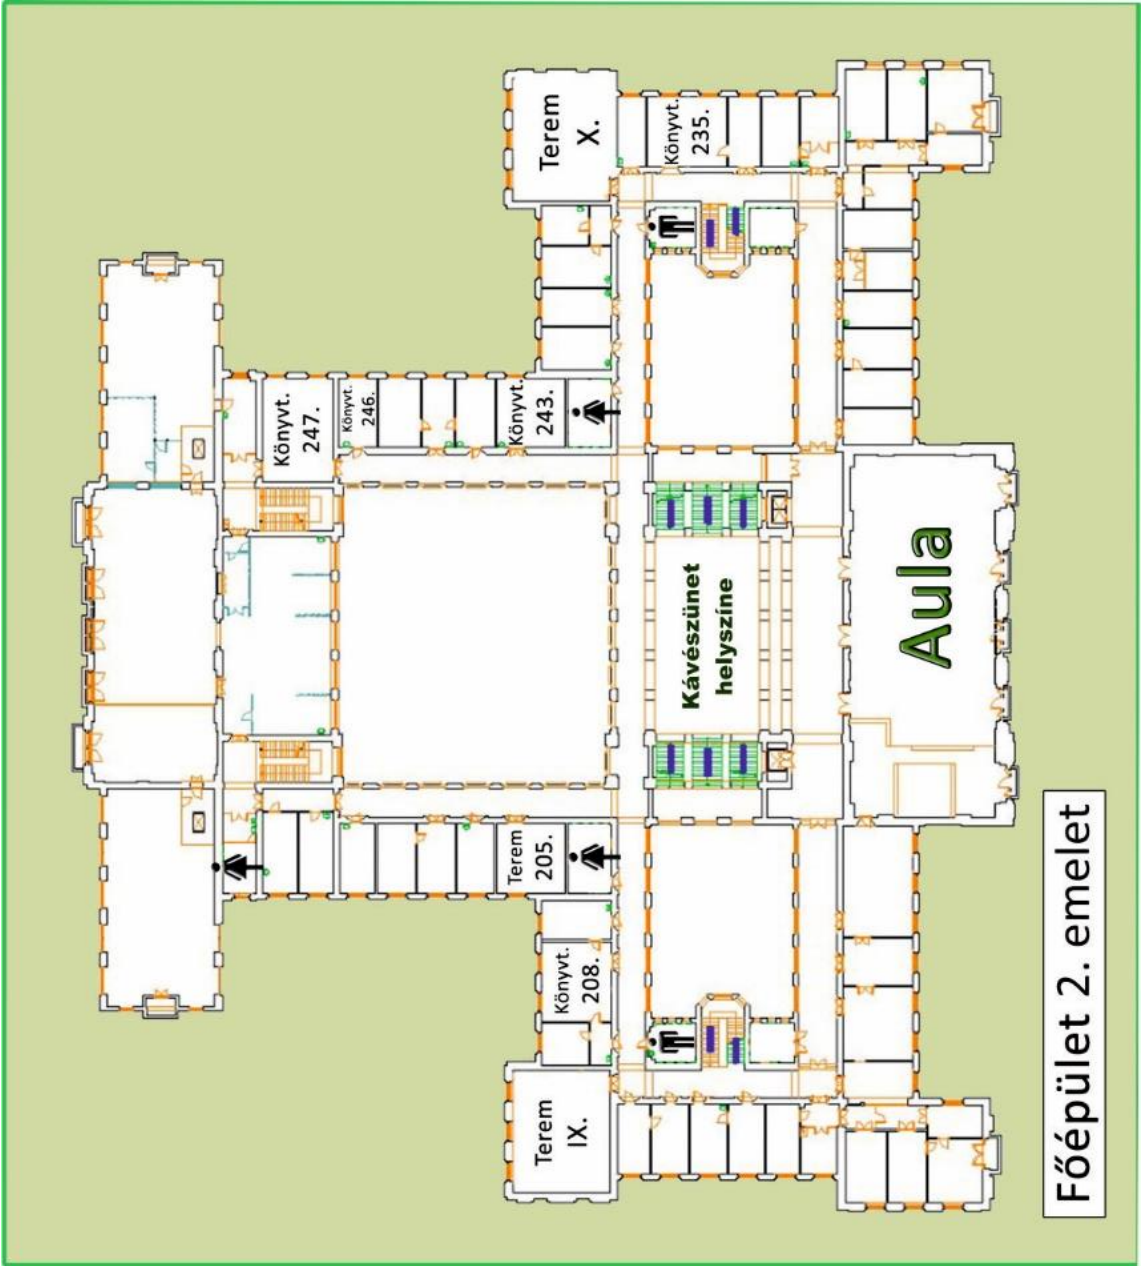 Terem
X.
Könyvt.
235.
Könyvt.
247.
Könyvt.
246.
Könyvt.
243.
Kávészünet
helyszíne
Aula
Terem
205.
Könyvt.
208.
Terem
IX.
Főépület 2. emelet